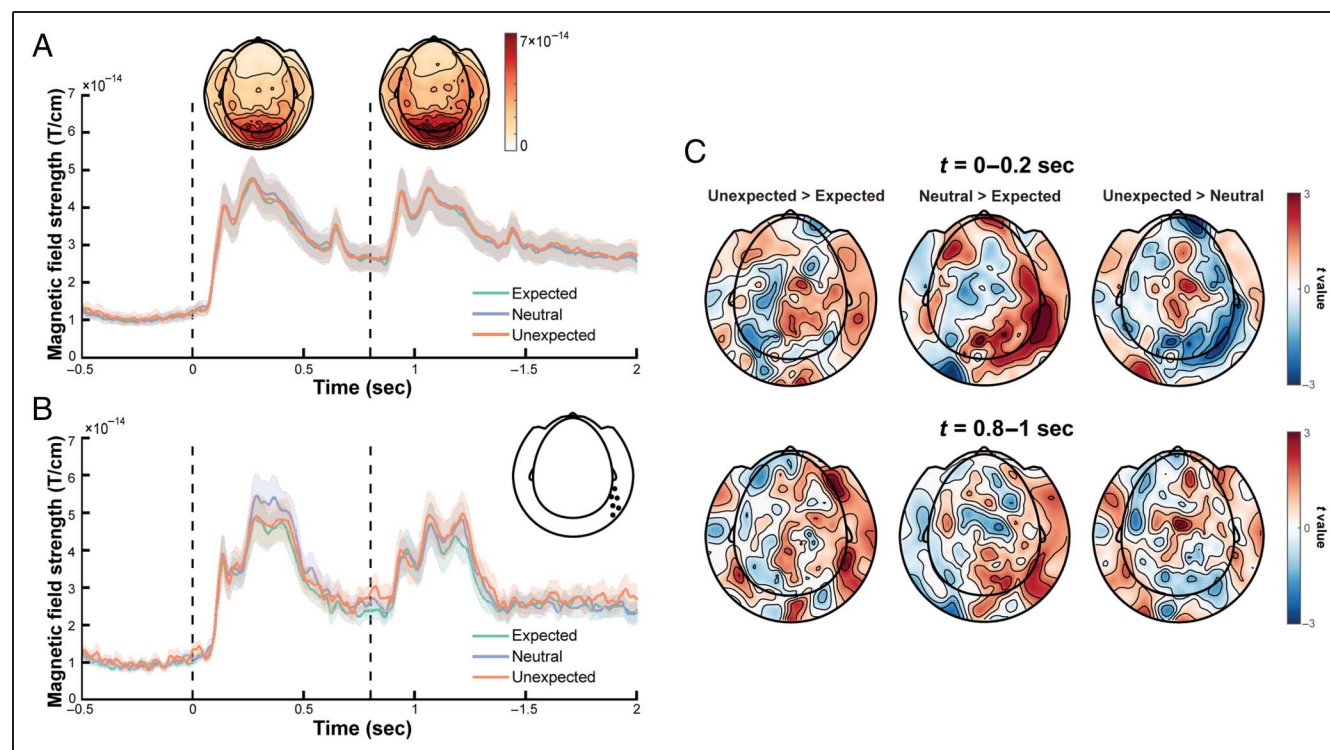 A
7×10⁻¹⁴
0
×10⁻¹⁴
7
6
5
4
3
2
1
0
Magnetic field strength (T/cm)
Expected
Neutral
Unexpected
–0.5
0
0.5
1
–1.5
2
Time (sec)
B
×10⁻¹⁴
7
6
5
4
3
2
1
0
Magnetic field strength (T/cm)
Expected
Neutral
Unexpected
–0.5
0
0.5
1
–1.5
2
Time (sec)
C
t = 0–0.2 sec
Unexpected > Expected
Neutral > Expected
Unexpected > Neutral
3
0
–3
t value
t = 0.8–1 sec
3
0
–3
t value